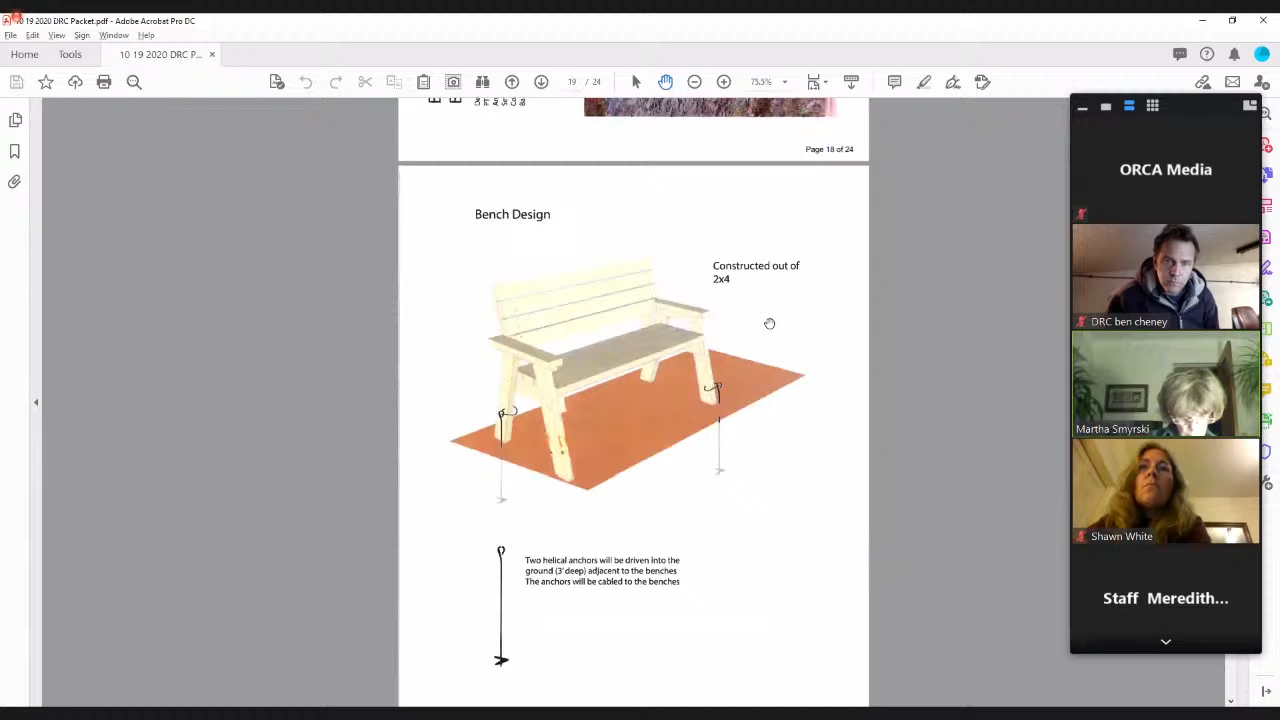 10 19 2020 DRC Packet.pdf - Adobe Acrobat Pro DC
File Edit View Sign Window Help
Home Tools 10 19 2020 DRC P... ×
19 / 24 75.5%
Page 18 of 24
Bench Design
Constructed out of
2x4
Two helical anchors will be driven into the
ground (3' deep) adjacent to the benches
The anchors will be cabled to the benches
ORCA Media
DRC ben cheney
Martha Smyrski
Shawn White
Staff Meredith...